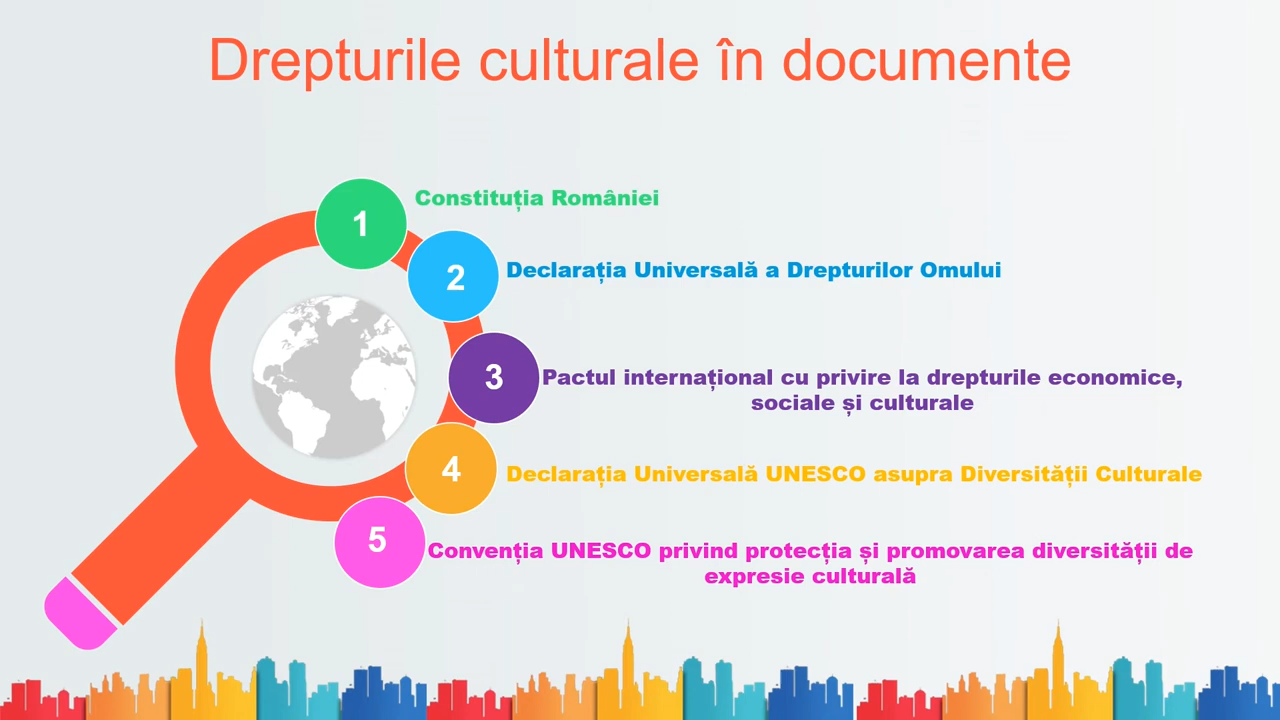 Drepturile culturale în documente
1
Constituția României
2
Declarația Universală a Drepturilor Omului
3
Pactul internațional cu privire la drepturile economice,
sociale și culturale
4
Declarația Universală UNESCO asupra Diversității Culturale
5
Convenția UNESCO privind protecția și promovarea diversității de
expresie culturală